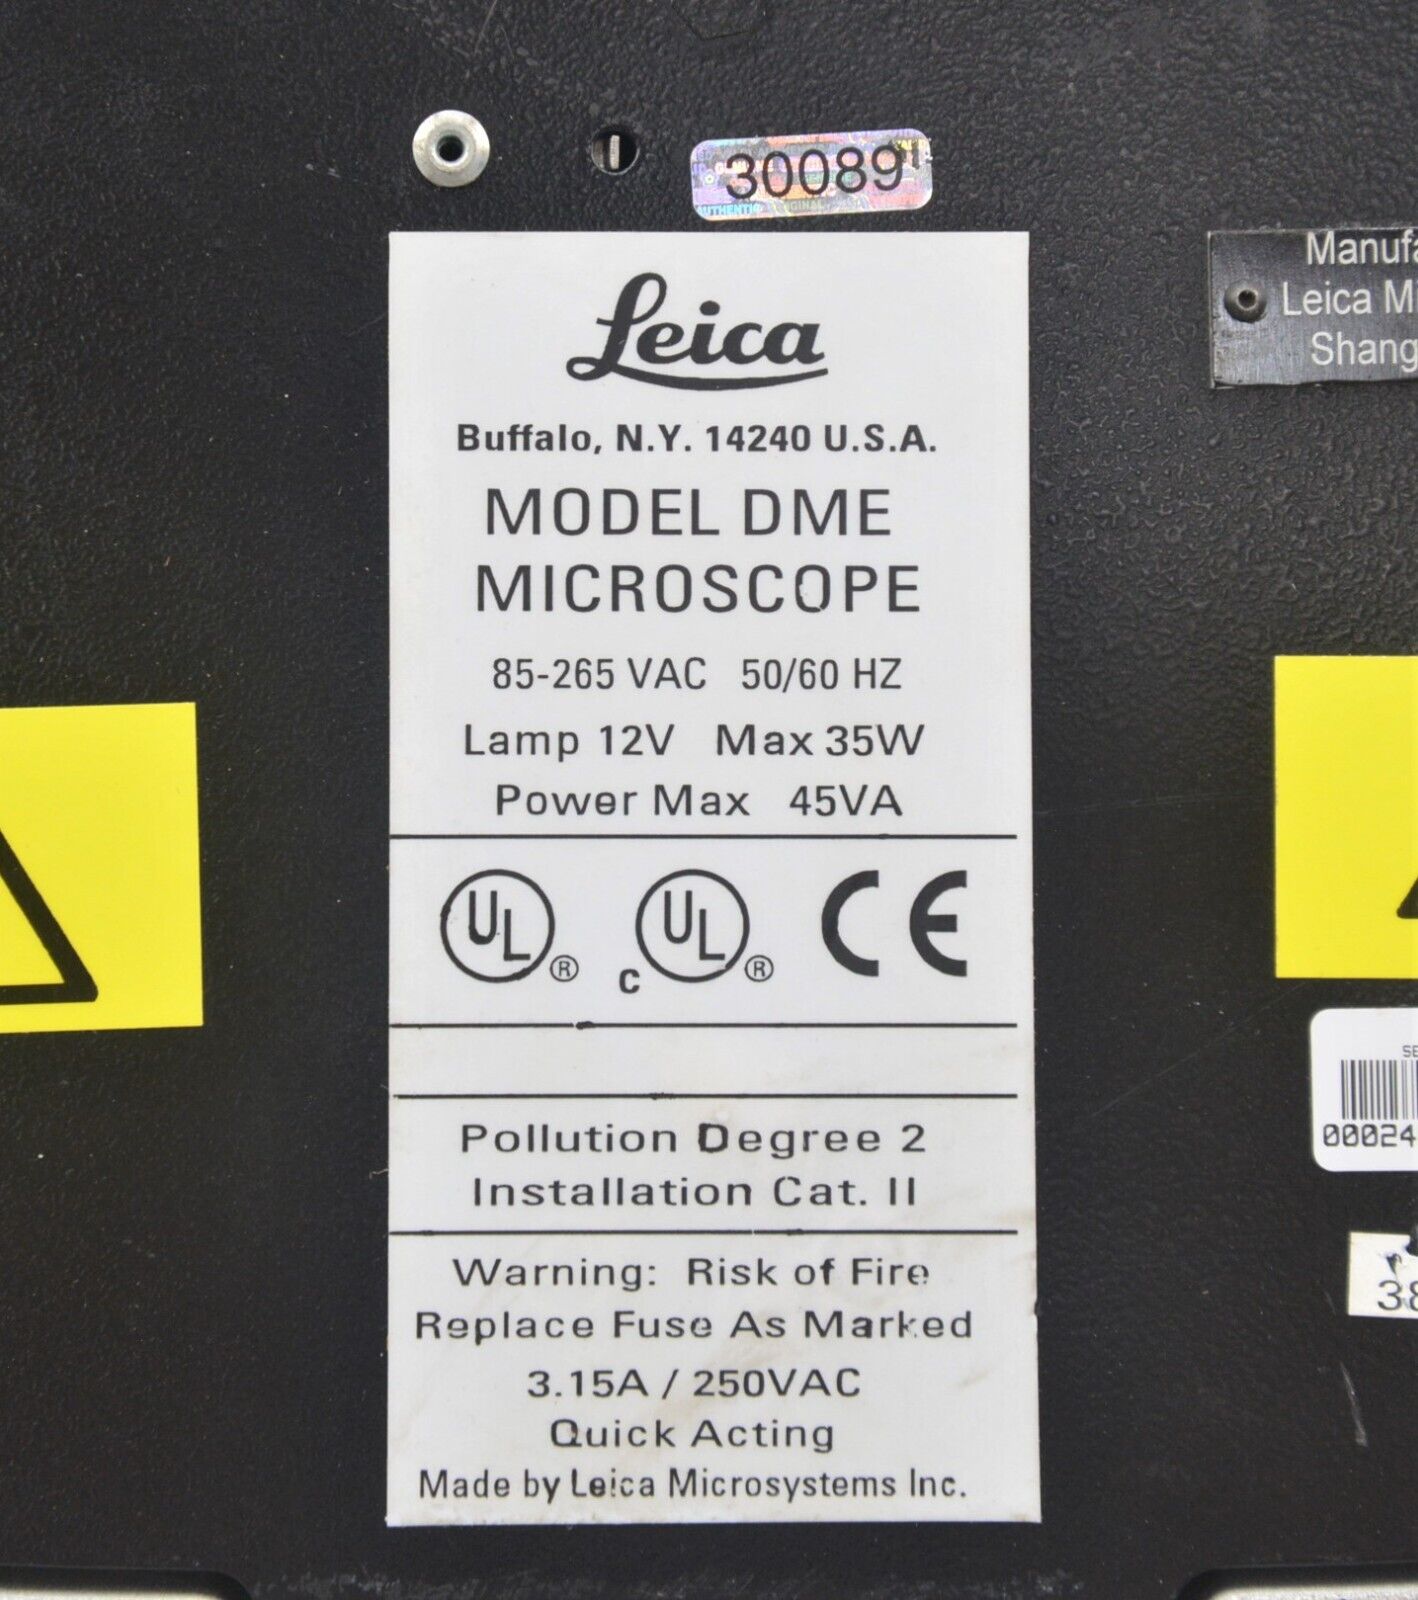 30089
Leica
Buffalo, N.Y. 14240 U.S.A.
MODEL DME
MICROSCOPE
85-265 VAC 50/60 HZ
Lamp 12V Max 35W
Power Max 45VA
UL ® c UL ® CE
Pollution Degree 2
Installation Cat. II
Warning: Risk of Fire
Replace Fuse As Marked
3.15A / 250VAC
Quick Acting
Made by Leica Microsystems Inc.
Manufa
Leica M
Shang
SE
00024
38